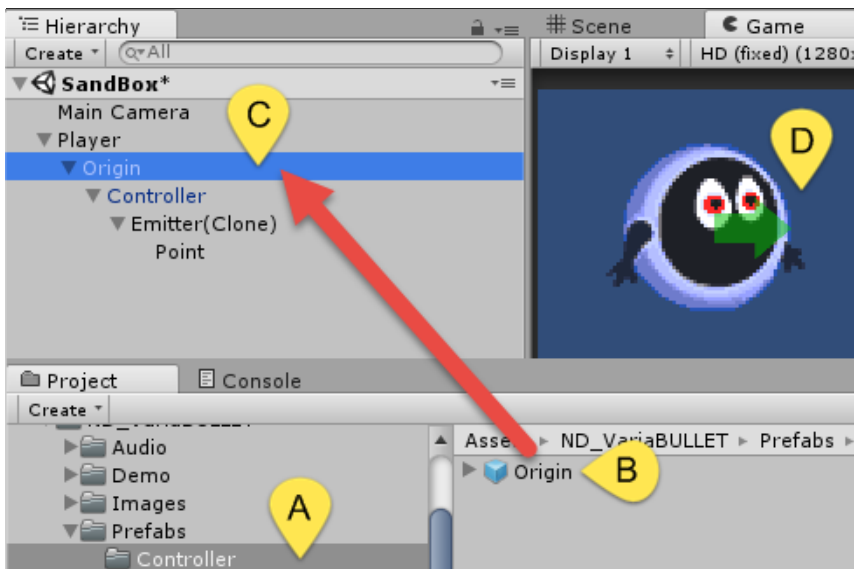 Hierarchy
Create All
SandBox*
Main Camera
C
Player
Origin
Controller
Emitter(Clone)
Point
Scene Game
Display 1 HD (fixed) (1280
D
Project Console
Create
Audio
Demo
Images
Prefabs
Controller
A
ND_VariaBULLET Prefabs
Origin
B